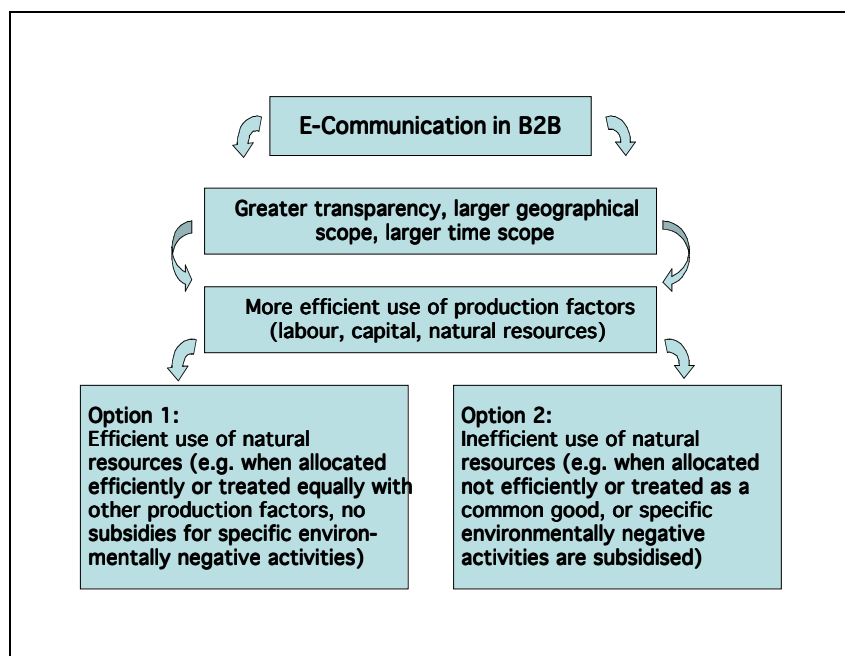 E-Communication in B2B
Greater transparency, larger geographical
scope, larger time scope
More efficient use of production factors
(labour, capital, natural resources)
Option 1:
Efficient use of natural
resources (e.g. when allocated
efficiently or treated equally with
other production factors, no
subsidies for specific environ-
mentally negative activities)
Option 2:
Inefficient use of natural
resources (e.g. when allocated
not efficiently or treated as a
common good, or specific
environmentally negative
activities are subsidised)